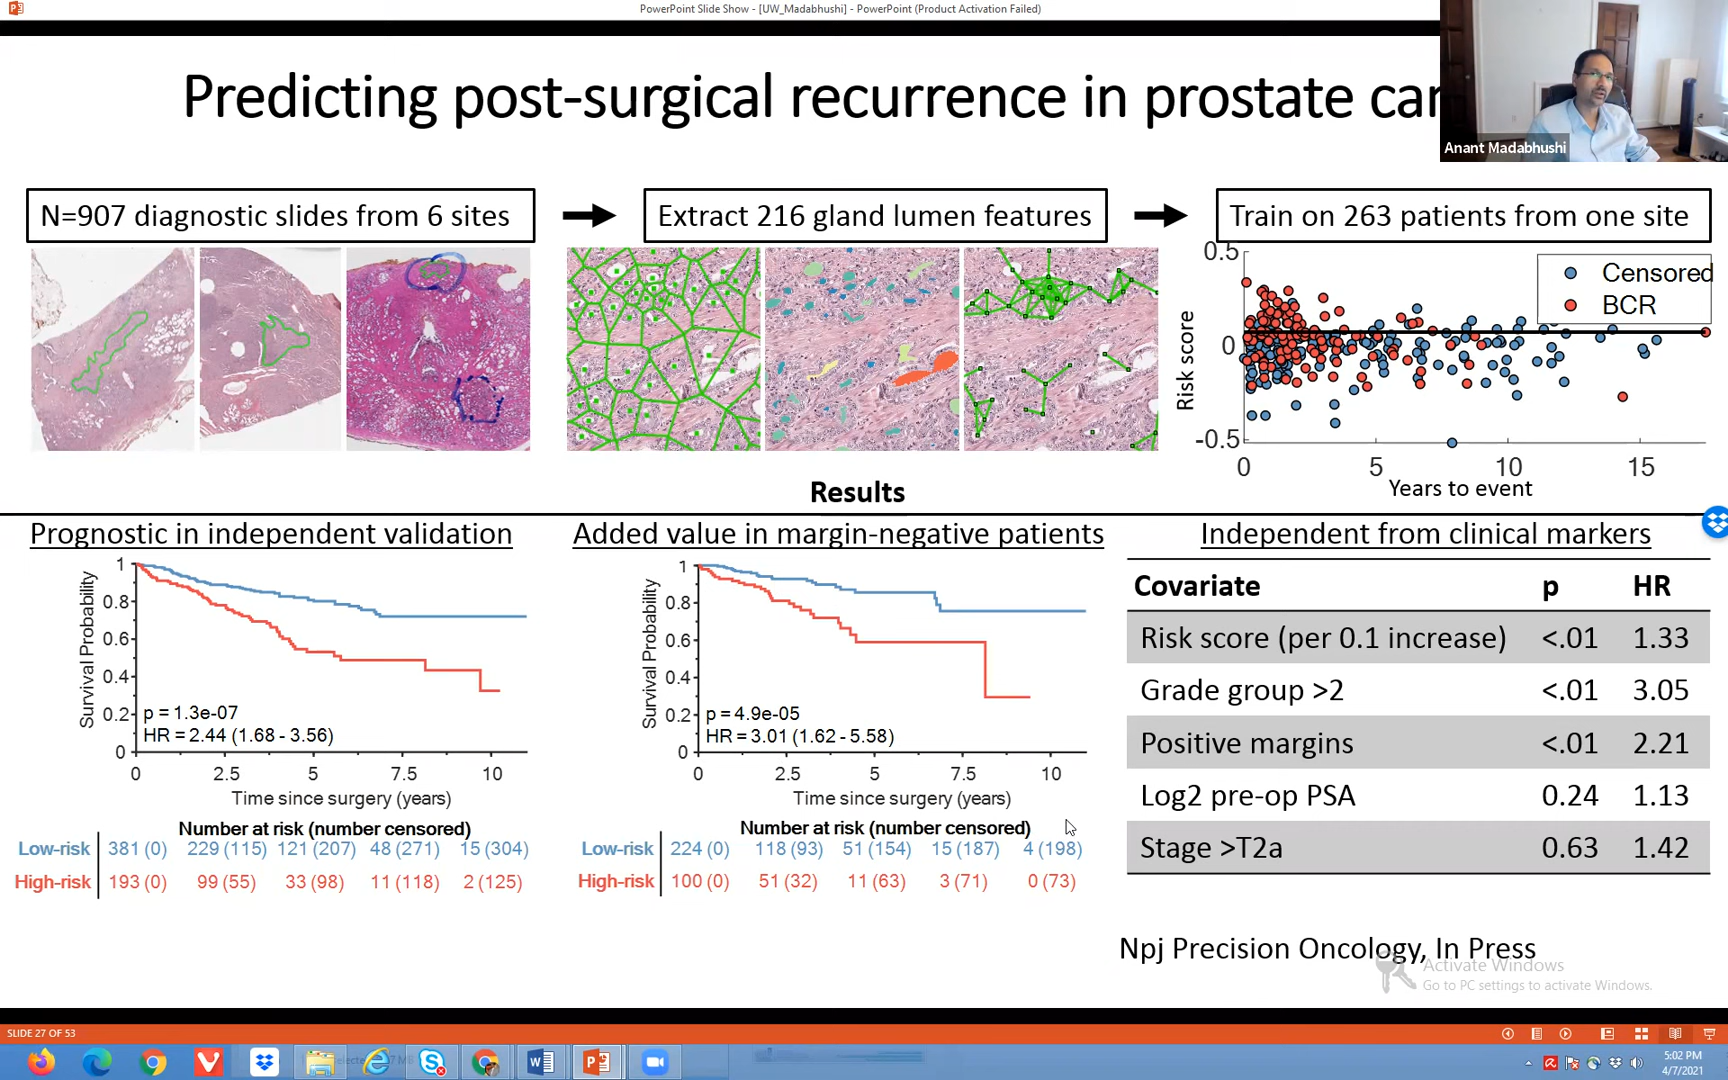 PowerPoint Slide Show - [UW_Madabhushi] - PowerPoint (Product Activation Failed)
Predicting post-surgical recurrence in prostate can
Anant Madabhushi
N=907 diagnostic slides from 6 sites
Extract 216 gland lumen features
Train on 263 patients from one site
0.5
0
-0.5
Risk score
Censored
BCR
0 5 10 15
Years to event
Results
Prognostic in independent validation
1
0.8
0.6
0.4
0.2
0
Survival Probability
p = 1.3e-07
HR = 2.44 (1.68 - 3.56)
0 2.5 5 7.5 10
Time since surgery (years)
Number at risk (number censored)
Low-risk 381 (0) 229 (115) 121 (207) 48 (271) 15 (304)
High-risk 193 (0) 99 (55) 33 (98) 11 (118) 2 (125)
Added value in margin-negative patients
1
0.8
0.6
0.4
0.2
0
Survival Probability
p = 4.9e-05
HR = 3.01 (1.62 - 5.58)
0 2.5 5 7.5 10
Time since surgery (years)
Number at risk (number censored)
Low-risk 224 (0) 118 (93) 51 (154) 15 (187) 4 (198)
High-risk 100 (0) 51 (32) 11 (63) 3 (71) 0 (73)
Independent from clinical markers
Covariate p HR
Risk score (per 0.1 increase) <.01 1.33
Grade group >2 <.01 3.05
Positive margins <.01 2.21
Log2 pre-op PSA 0.24 1.13
Stage >T2a 0.63 1.42
Npj Precision Oncology, In Press
Activate Windows
Go to PC settings to activate Windows.
SLIDE 27 OF 53
5:02 PM
4/7/2021